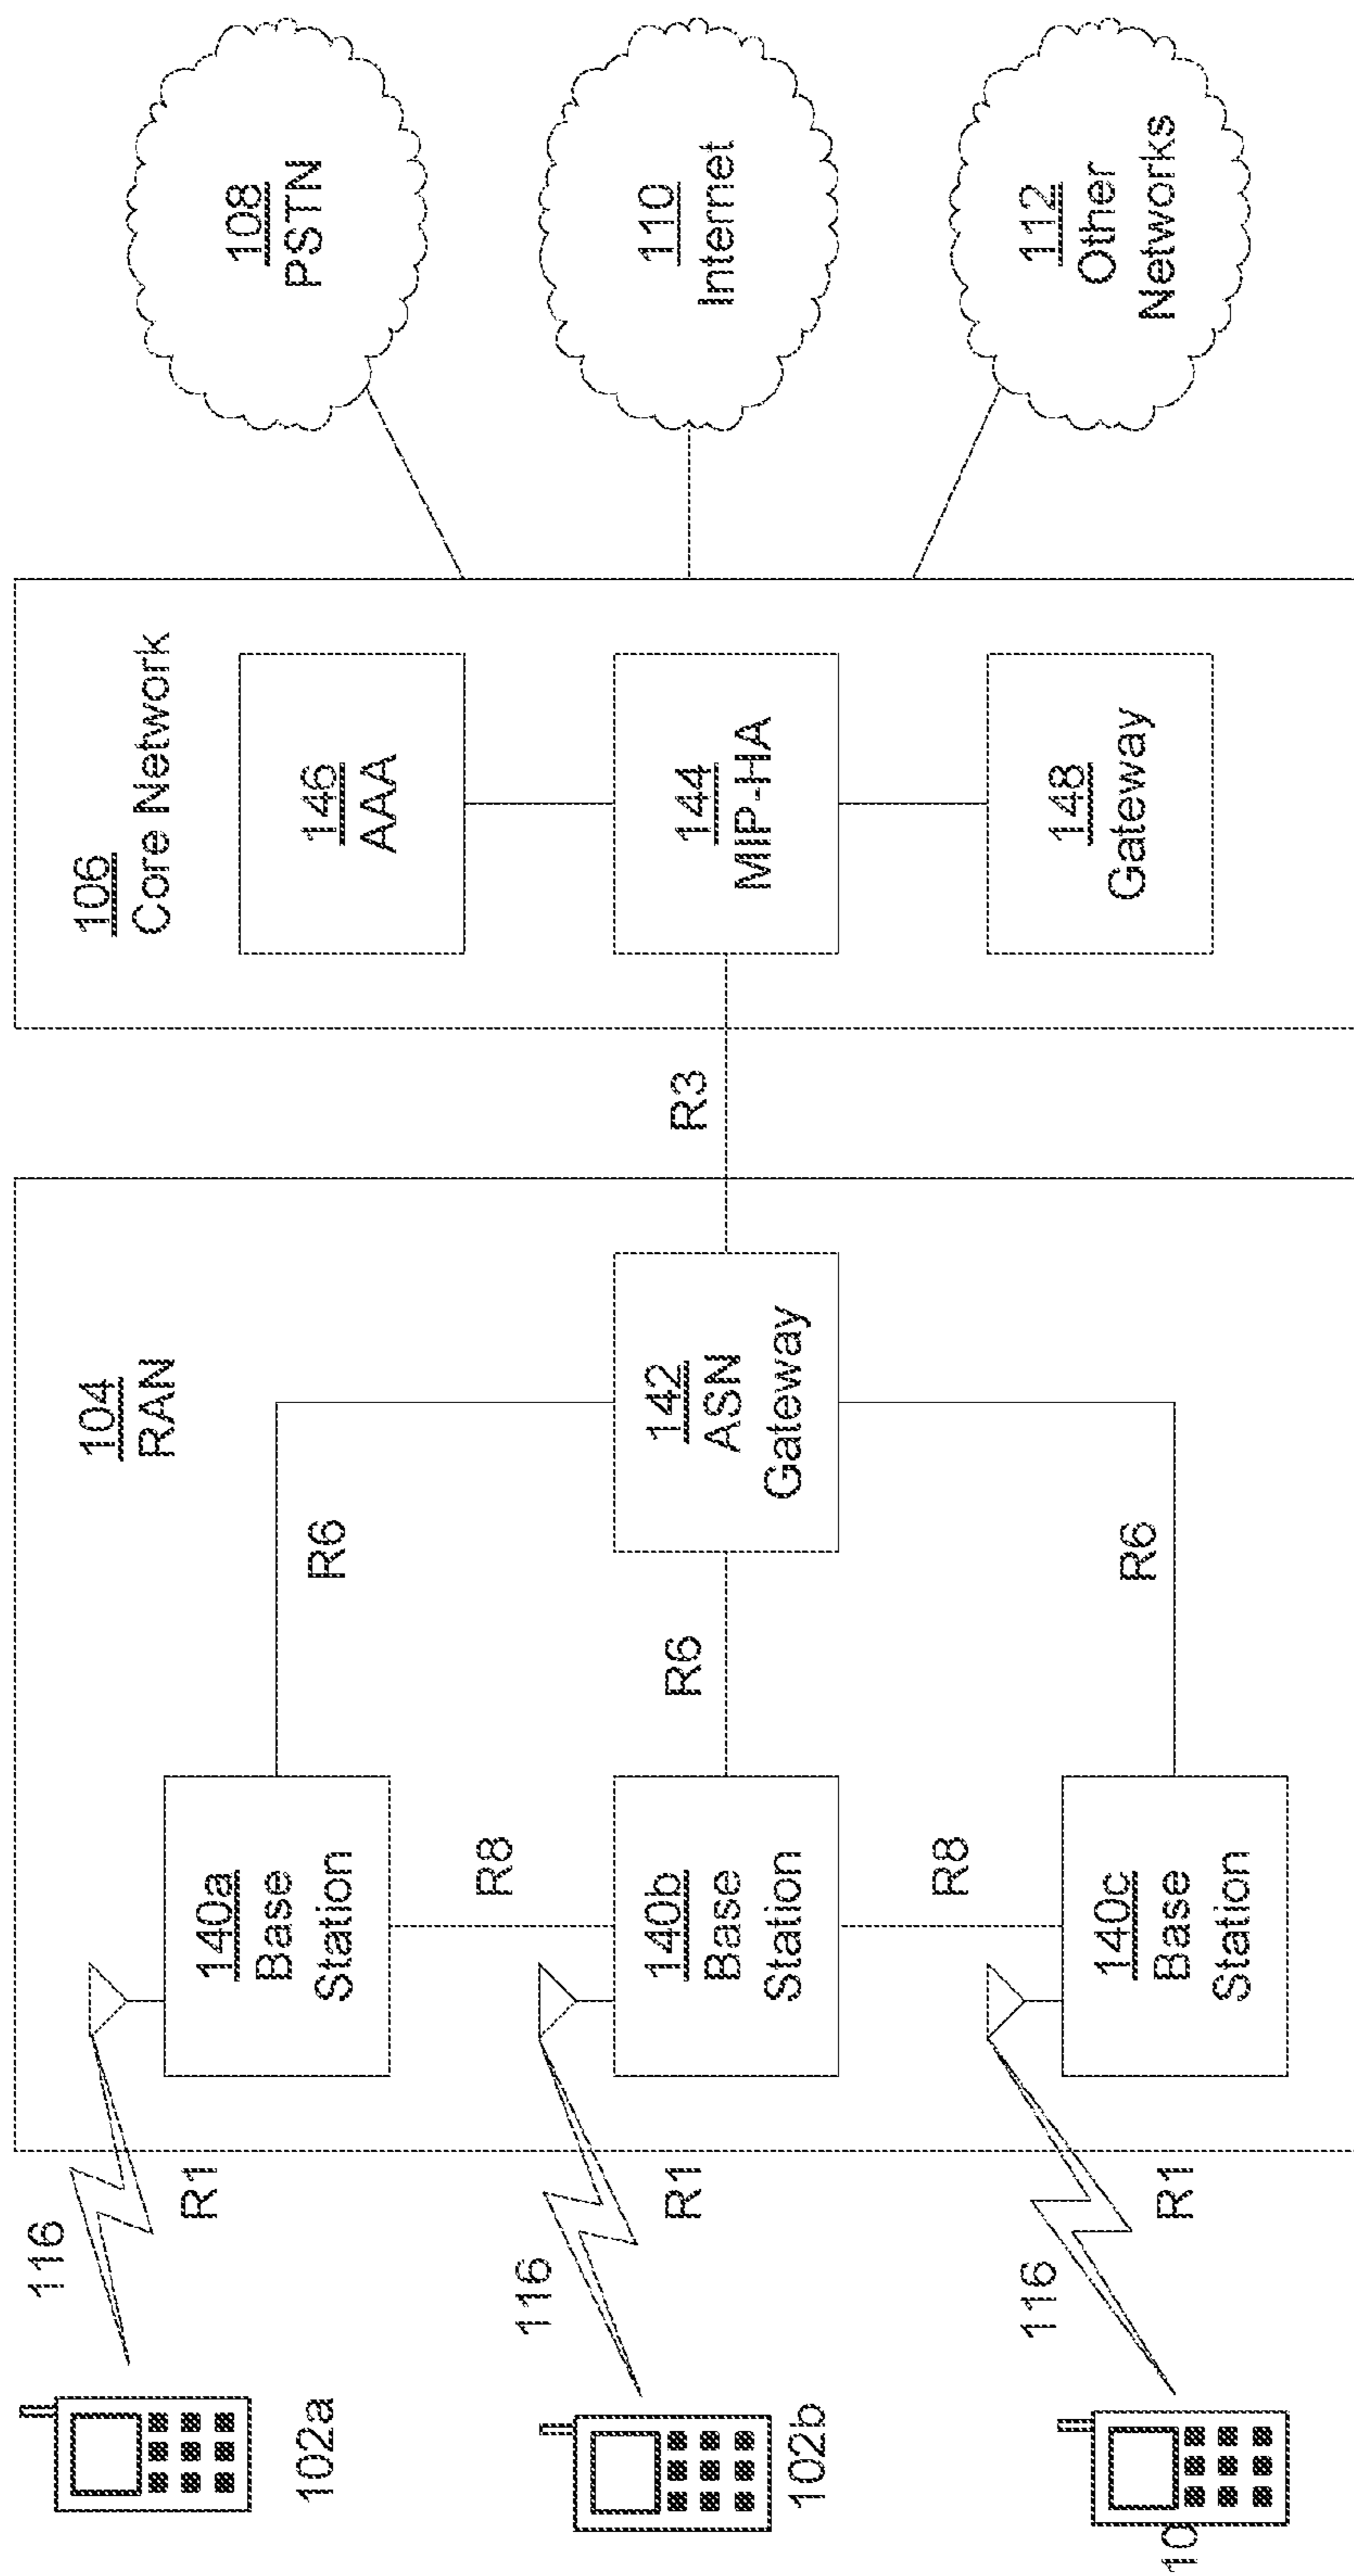 116
R1
102a
140a
Base
Station
R6
104
RAN
R8
116
R1
102b
140b
Base
Station
R6
142
ASN
Gateway
R8
116
R1
10
140c
Base
Station
R6
R3
106
Core Network
146
AAA
144
MIP-HA
148
Gateway
108
PSTN
110
Internet
112
Other
Networks